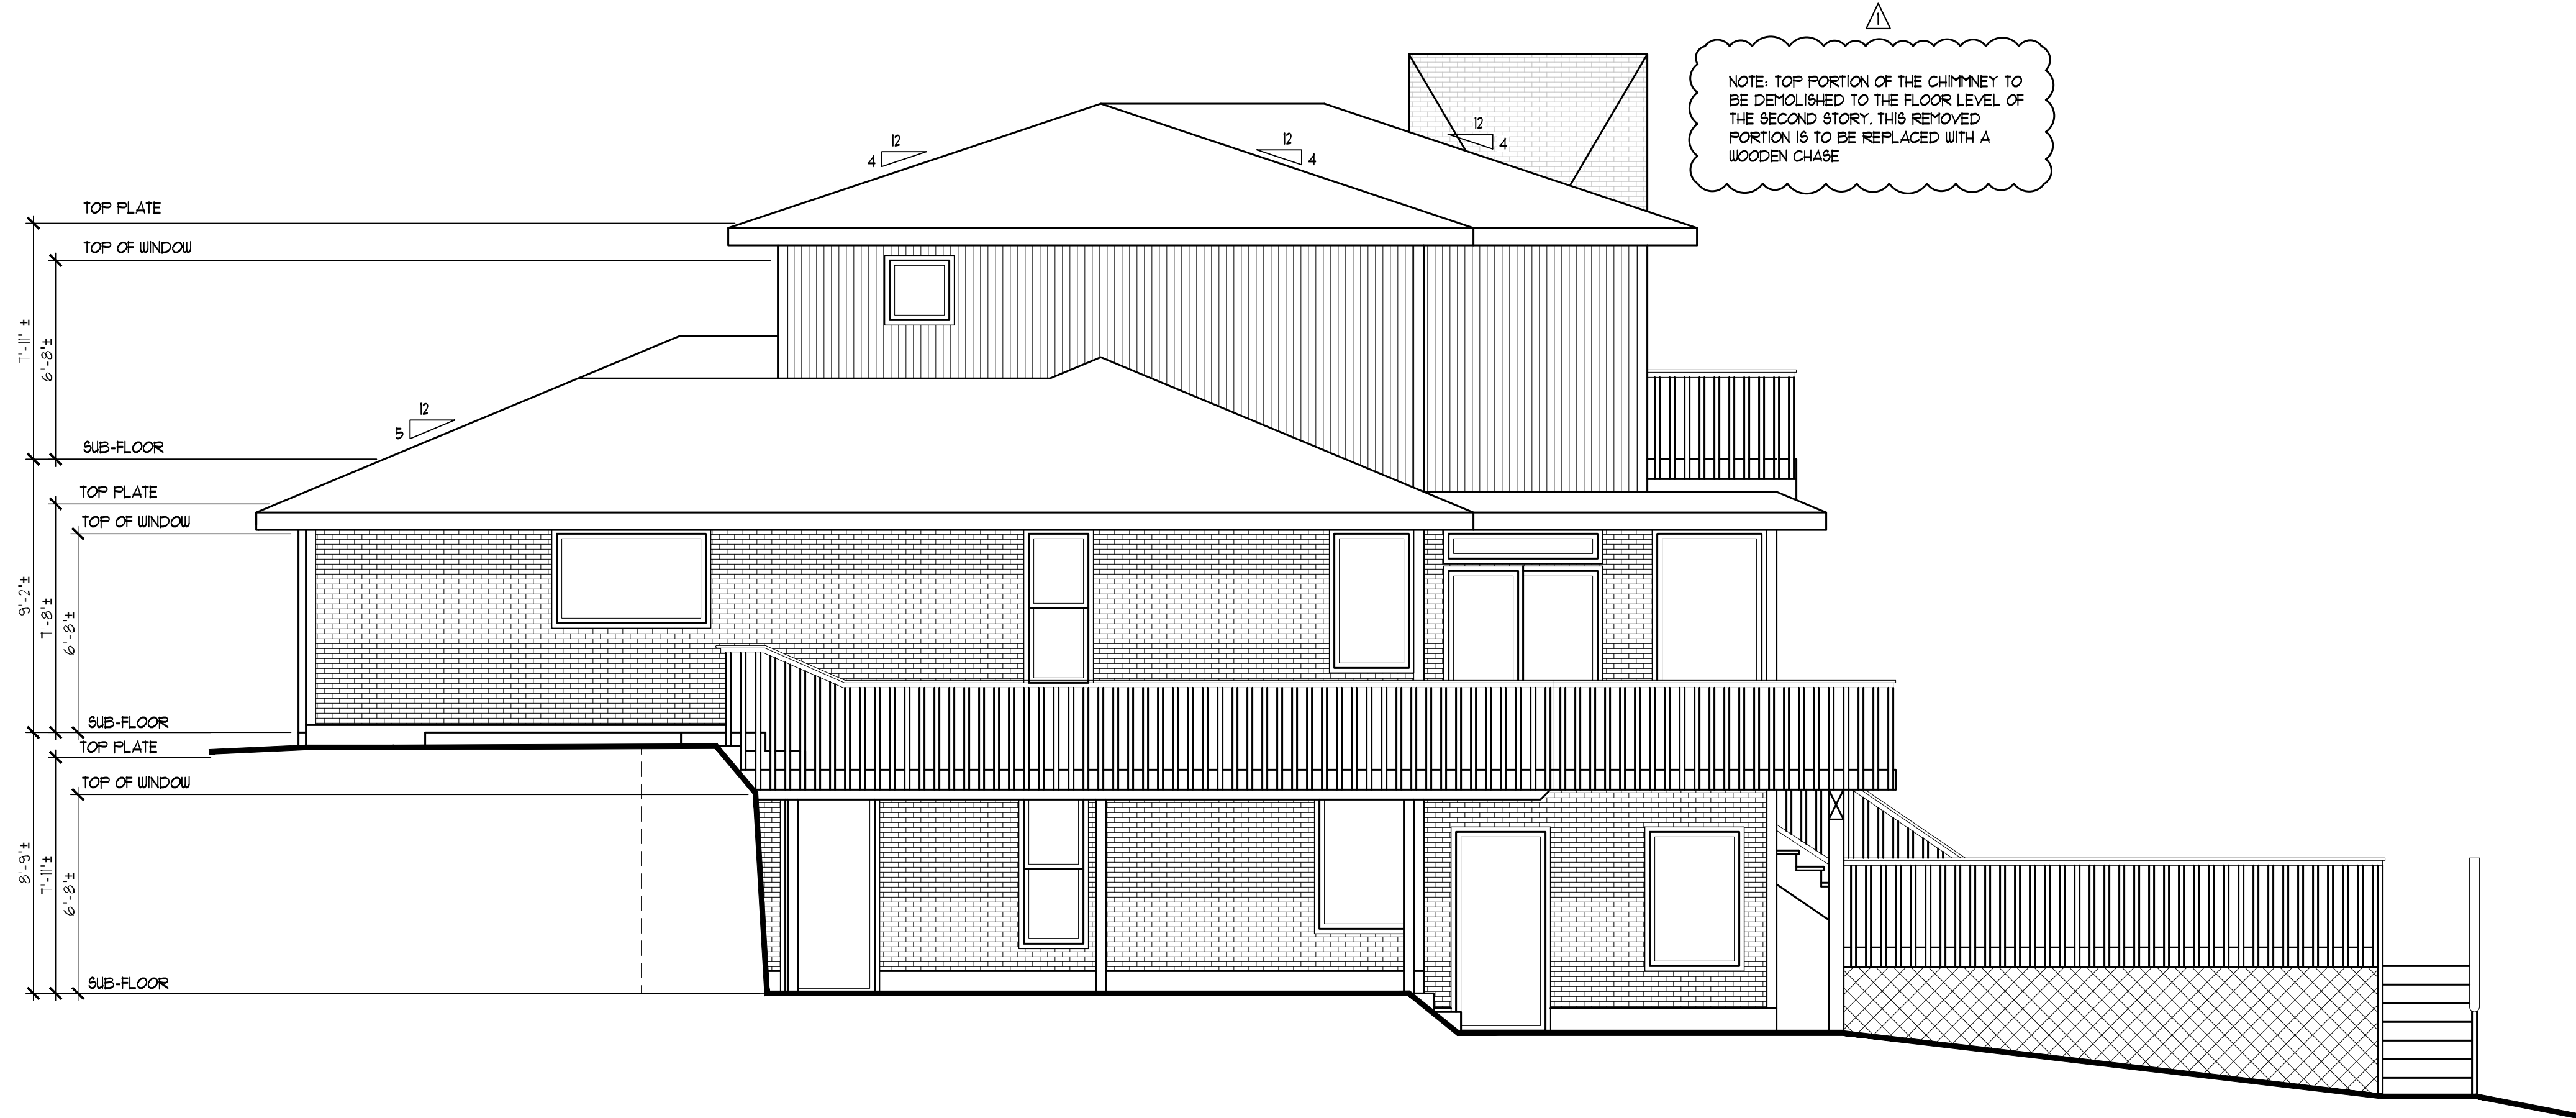 1
NOTE: TOP PORTION OF THE CHIMMNEY TO
BE DEMOLISHED TO THE FLOOR LEVEL OF
THE SECOND STORY. THIS REMOVED
PORTION IS TO BE REPLACED WITH A
WOODEN CHASE
12
4
12
4
12
4
TOP PLATE
TOP OF WINDOW
7'-11" ±
6'-8"±
12
5
SUB-FLOOR
TOP PLATE
TOP OF WINDOW
9'-2"±
7'-8"±
6'-8"±
SUB-FLOOR
TOP PLATE
TOP OF WINDOW
8'-9"±
7'-11"±
6'-8"±
SUB-FLOOR